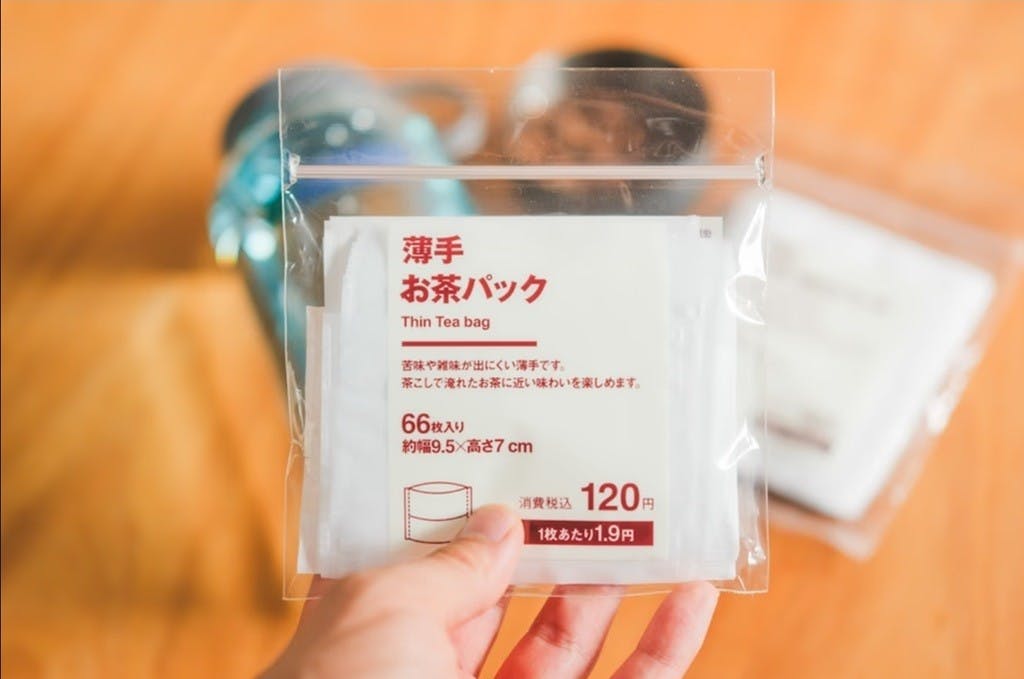 薄手
お茶パック
Thin Tea bag
苦味や雑味が出にくい薄手です。
茶こしで淹れたお茶に近い味わいを楽しめます。
66枚入り
約幅9.5×高さ7 cm
消費税込 120円
1枚あたり1.9円